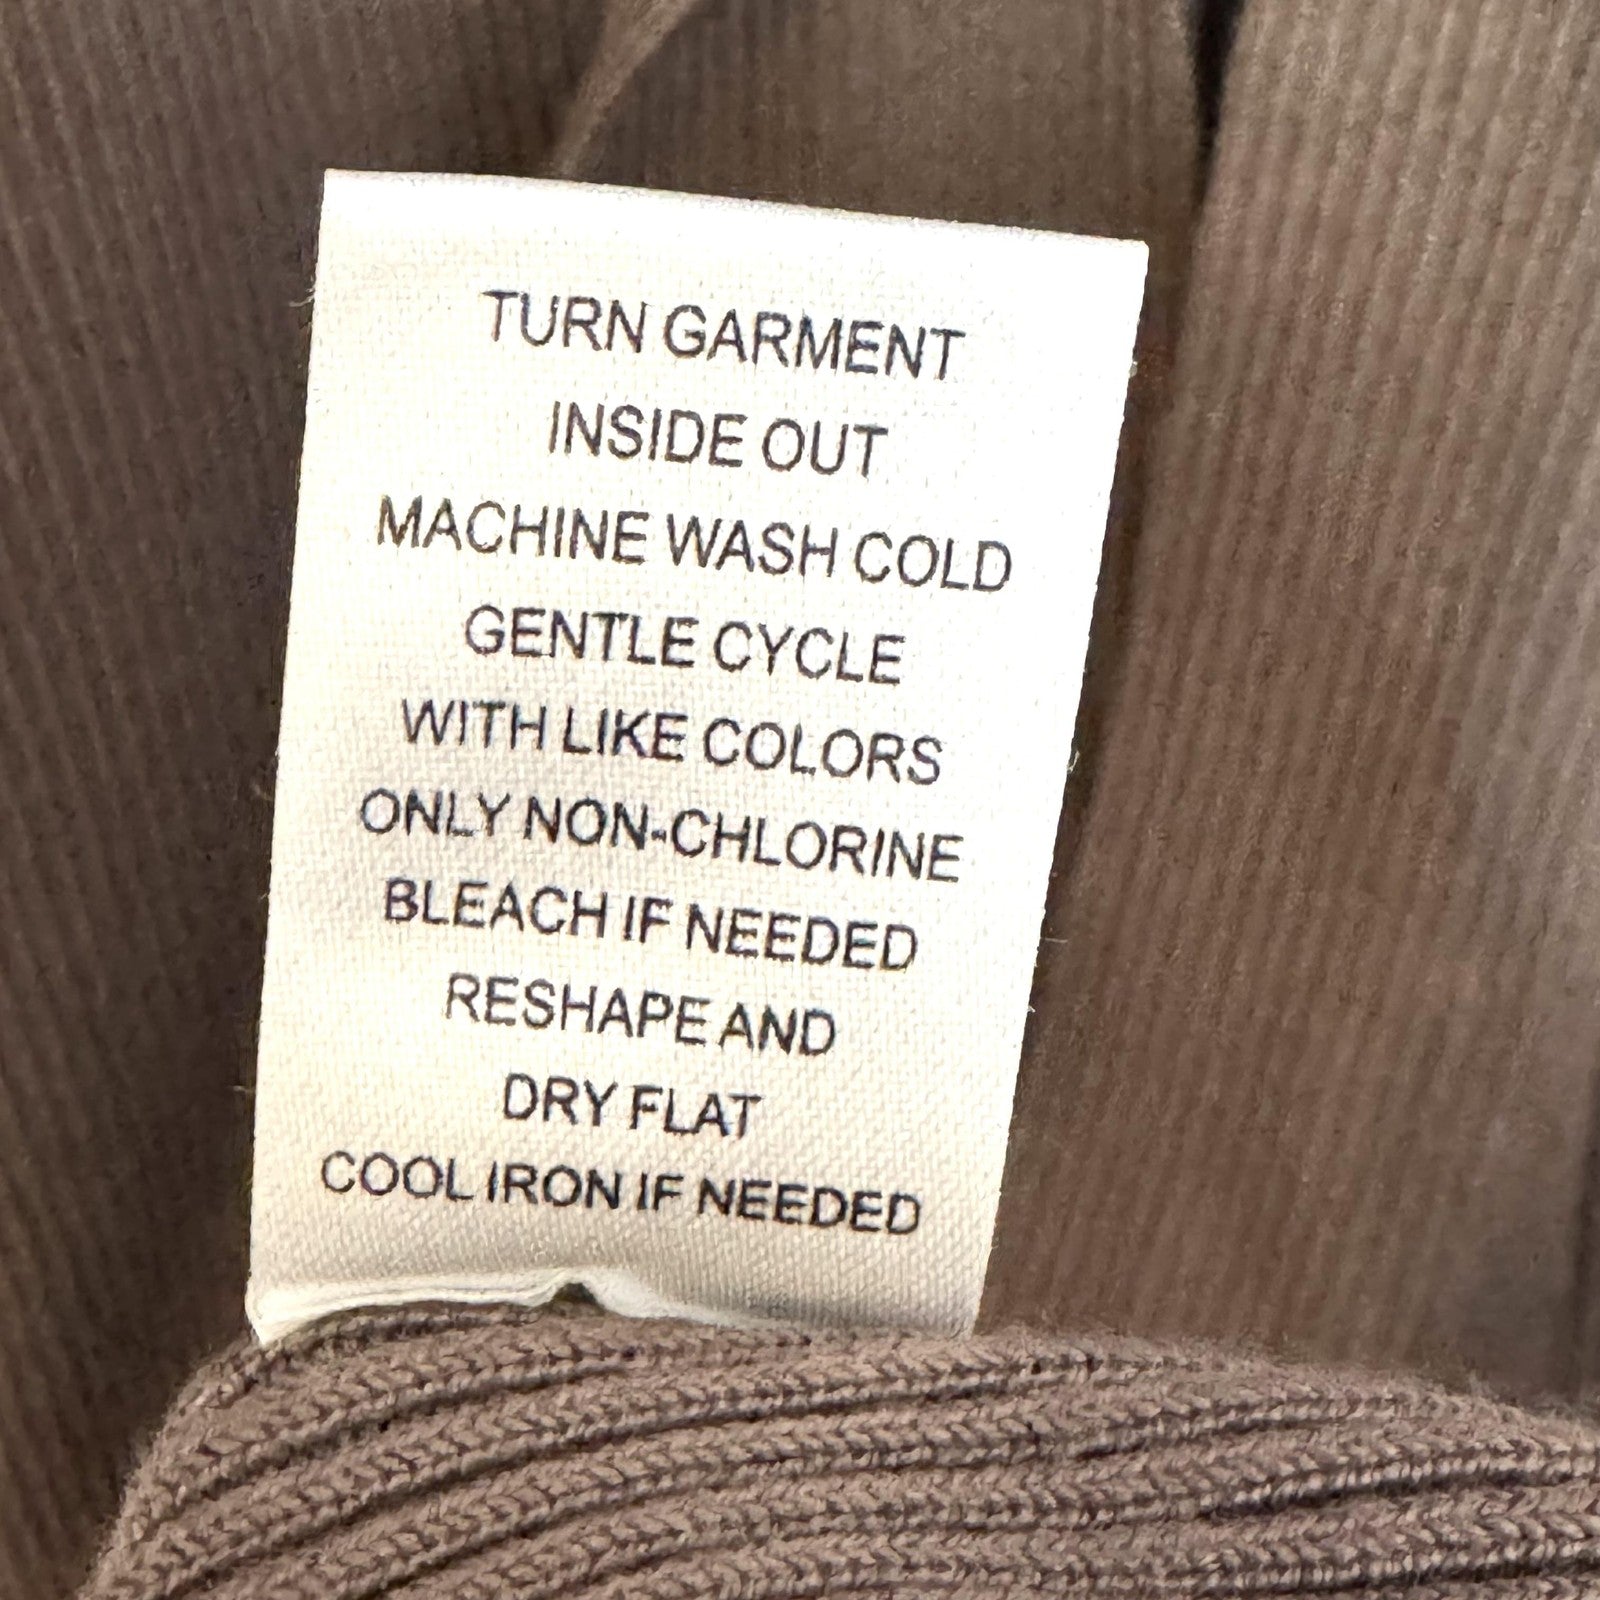 TURN GARMENT
INSIDE OUT
MACHINE WASH COLD
GENTLE CYCLE
WITH LIKE COLORS
ONLY NON-CHLORINE
BLEACH IF NEEDED
RESHAPE AND
DRY FLAT
COOL IRON IF NEEDED